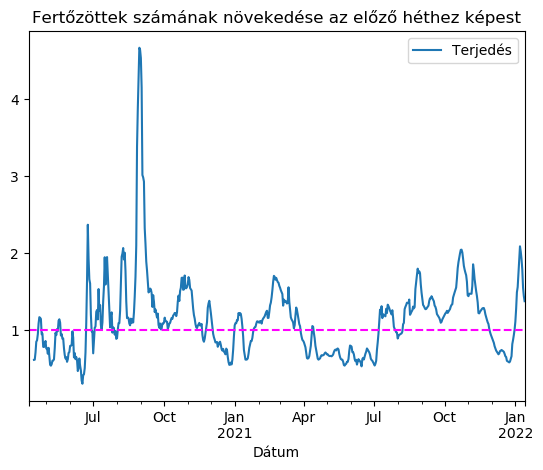 Fertőzöttek számának növekedése az előző héthez képest
Terjedés
4
3
2
1
Jul Oct Jan Apr Jul Oct Jan
2021 2022
Dátum